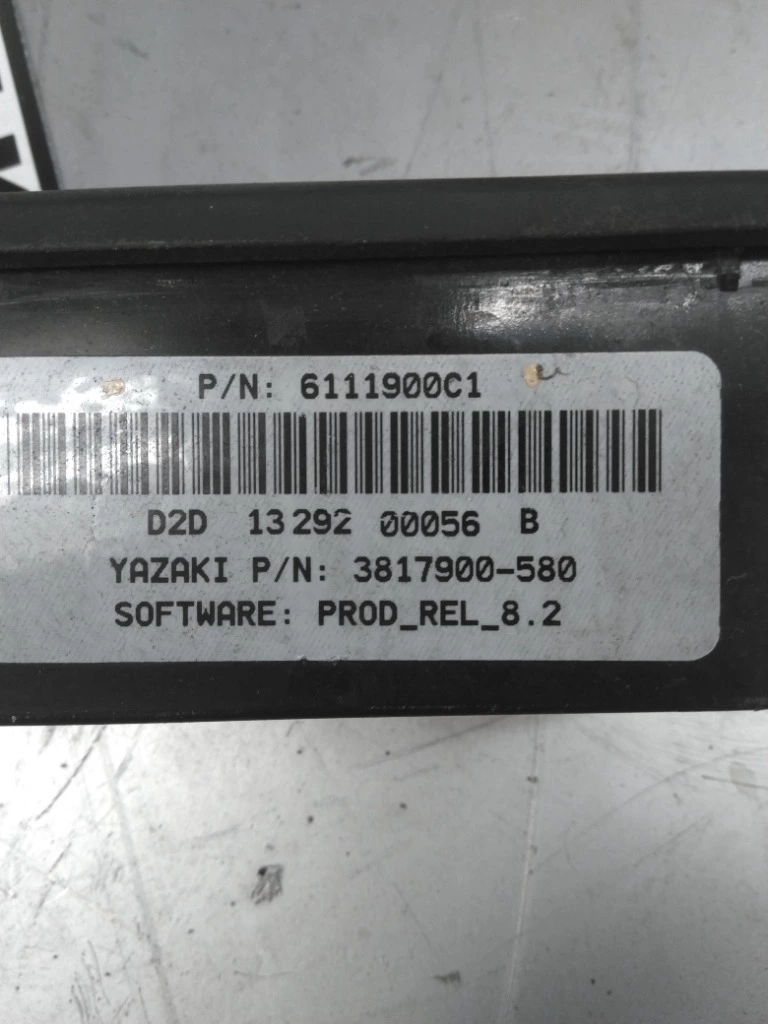 P/N: 6111900C1
D2D 13292 00056 B
YAZAKI P/N: 3817900-580
SOFTWARE: PROD_REL_8.2